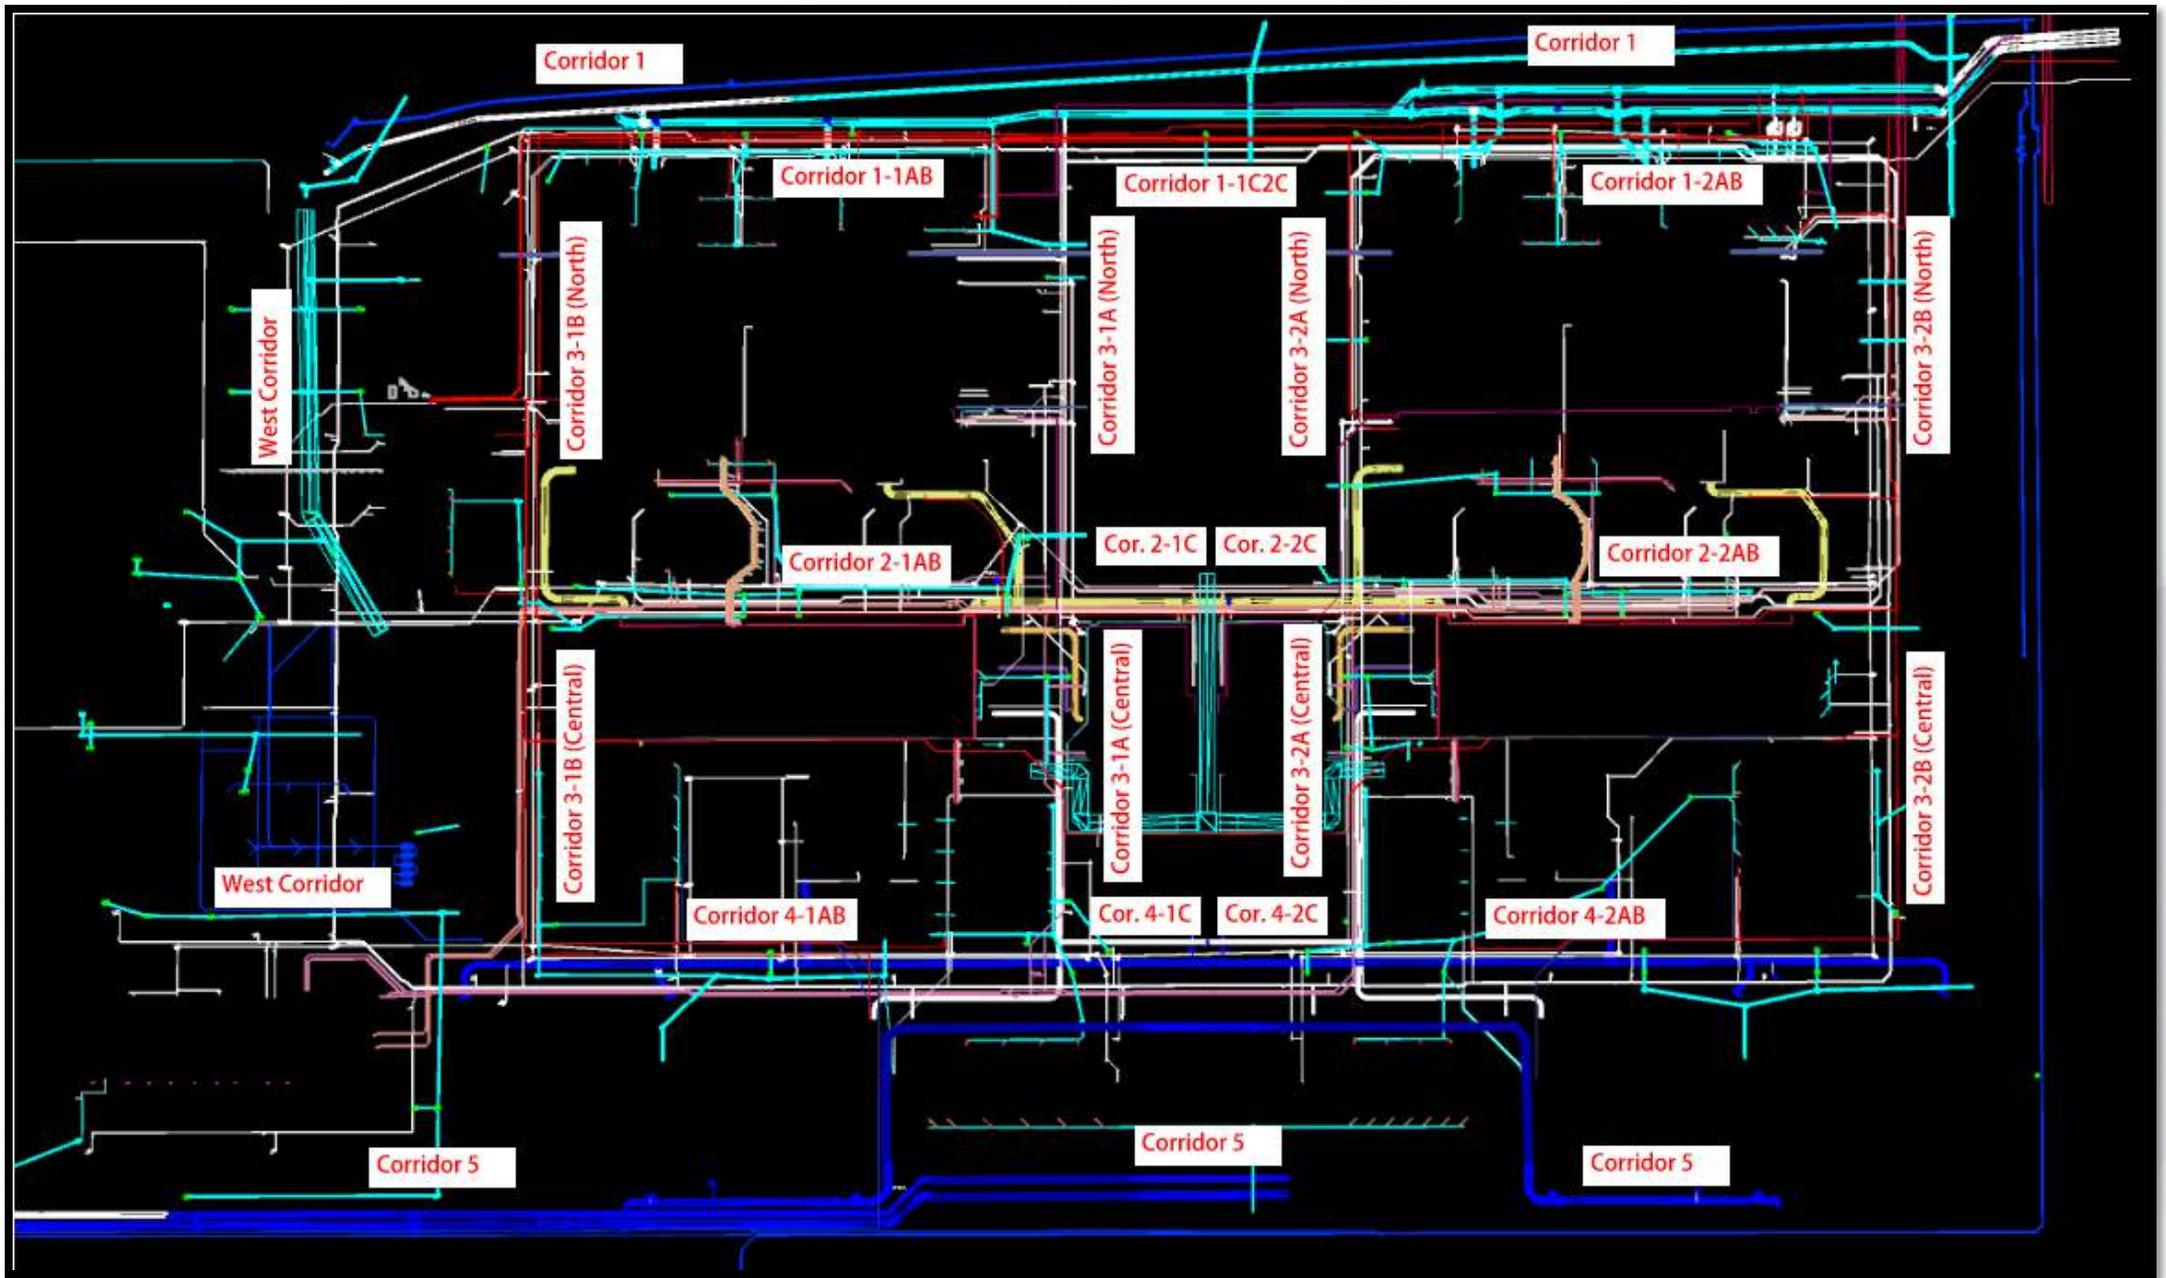 Corridor 1
Corridor 1
Corridor 1-1AB
Corridor 1-1C2C
Corridor 1-2AB
West Corridor
Corridor 3-1B (North)
Corridor 3-1A (North)
Corridor 3-2A (North)
Corridor 3-2B (North)
Corridor 2-1AB
Cor. 2-1C
Cor. 2-2C
Corridor 2-2AB
Corridor 3-1B (Central)
Corridor 3-1A (Central)
Corridor 3-2A (Central)
Corridor 3-2B (Central)
West Corridor
Corridor 4-1AB
Cor. 4-1C
Cor. 4-2C
Corridor 4-2AB
Corridor 5
Corridor 5
Corridor 5